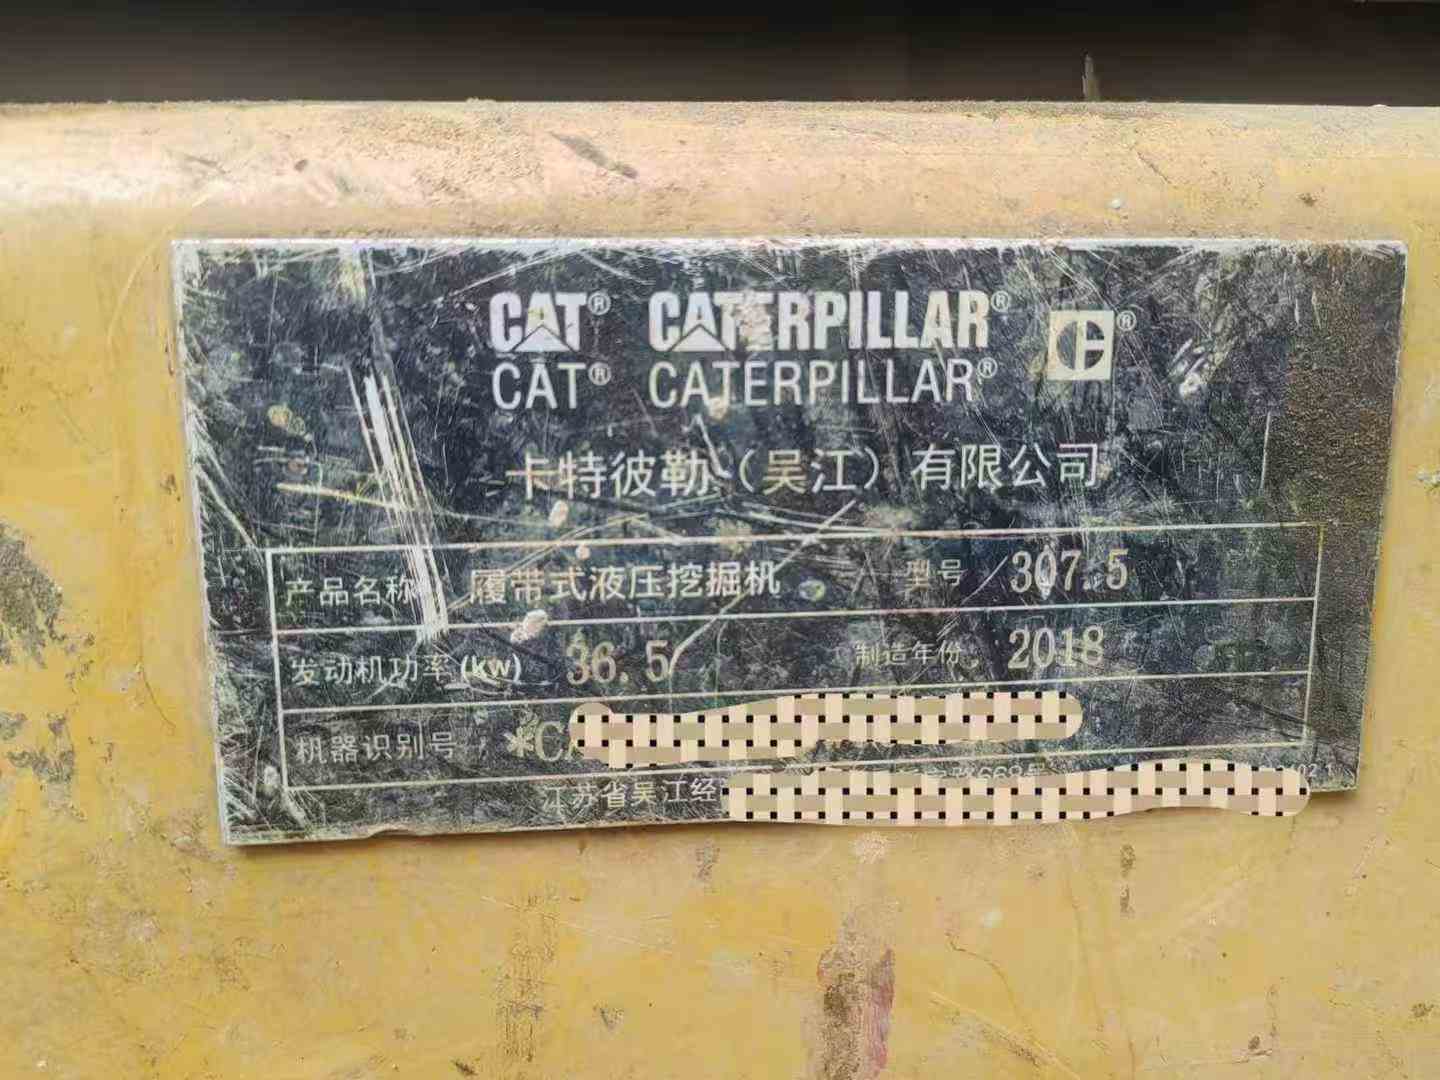 CAT® CATERPILLAR® ®
CAT® CATERPILLAR®
卡特彼勒（吴江）有限公司
产品名称 履带式液压挖掘机 型号 307.5
发动机功率(kw) 36.5 制造年份 2018
机器识别号 *CA
江苏省吴江经